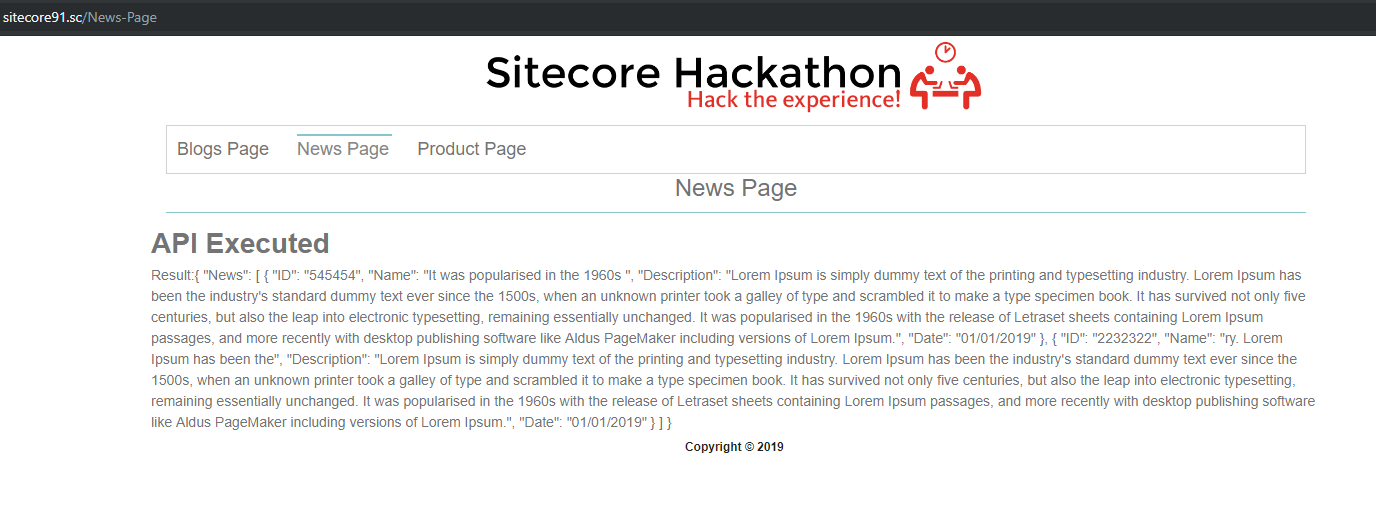 sitecore91.sc/News-Page
Sitecore Hackathon
Hack the experience!
Blogs Page News Page Product Page
News Page
API Executed
Result:{ "News": [ { "ID": "545454", "Name": "It was popularised in the 1960s ", "Description": "Lorem Ipsum is simply dummy text of the printing and typesetting industry. Lorem Ipsum has
been the industry's standard dummy text ever since the 1500s, when an unknown printer took a galley of type and scrambled it to make a type specimen book. It has survived not only five
centuries, but also the leap into electronic typesetting, remaining essentially unchanged. It was popularised in the 1960s with the release of Letraset sheets containing Lorem Ipsum
passages, and more recently with desktop publishing software like Aldus PageMaker including versions of Lorem Ipsum.", "Date": "01/01/2019" }, { "ID": "2232322", "Name": "ry. Lorem
Ipsum has been the", "Description": "Lorem Ipsum is simply dummy text of the printing and typesetting industry. Lorem Ipsum has been the industry's standard dummy text ever since the
1500s, when an unknown printer took a galley of type and scrambled it to make a type specimen book. It has survived not only five centuries, but also the leap into electronic typesetting,
remaining essentially unchanged. It was popularised in the 1960s with the release of Letraset sheets containing Lorem Ipsum passages, and more recently with desktop publishing software
like Aldus PageMaker including versions of Lorem Ipsum.", "Date": "01/01/2019" } ] }
Copyright © 2019